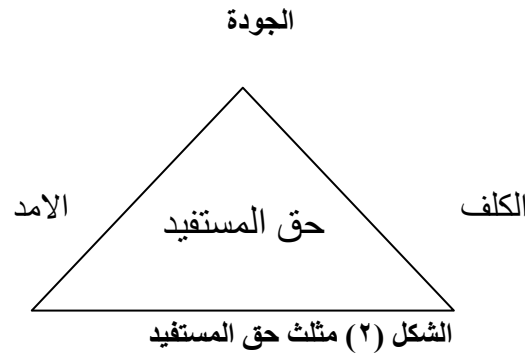 الجودة
الكلف
الامد
حق المستفيد
الشكل (٢) مثلث حق المستفيد